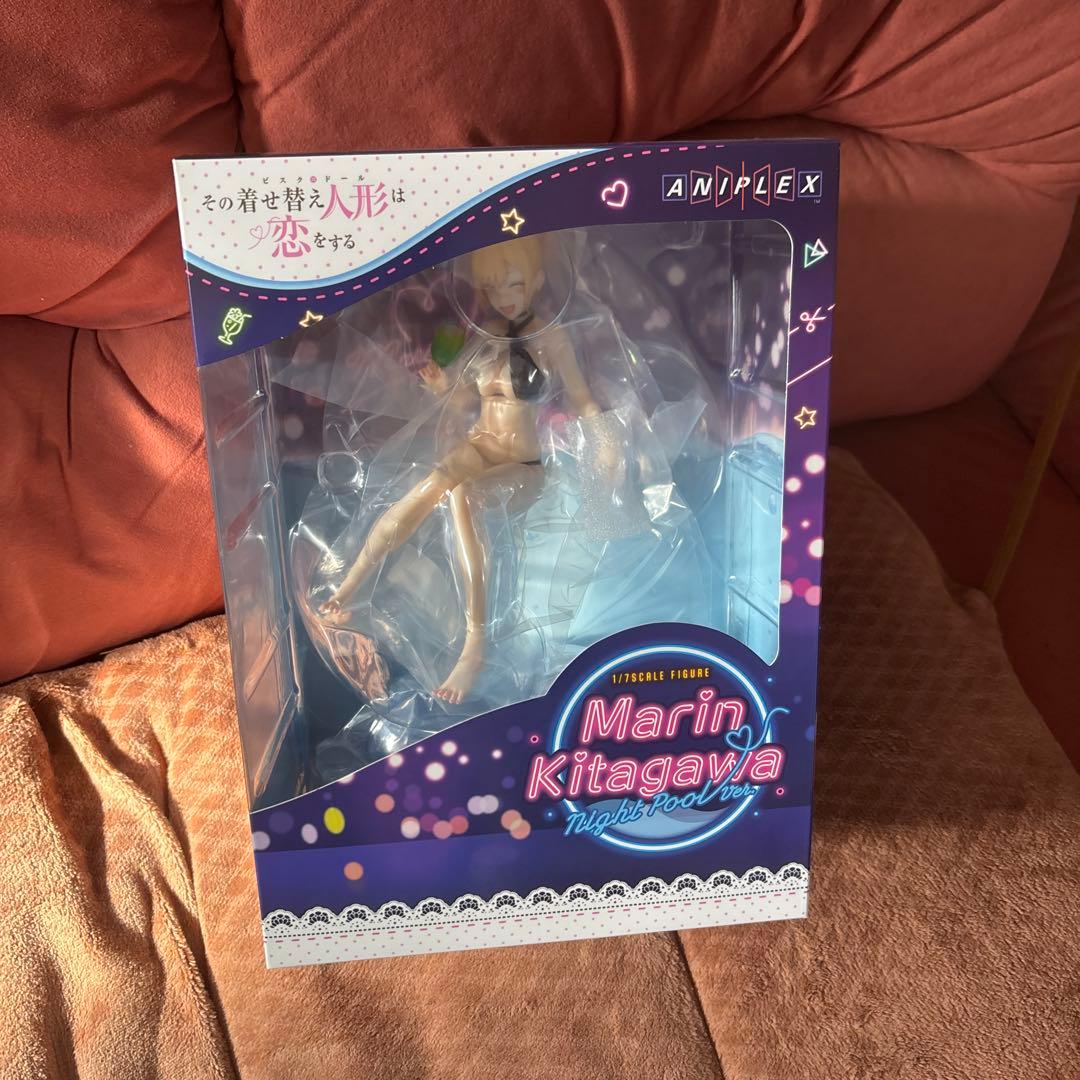 ビスク・ドール
その着せ替え人形は
恋をする
ANIPLEX
TM
1/7SCALE FIGURE
Marin
Kitagawa
Night Pool Ver.